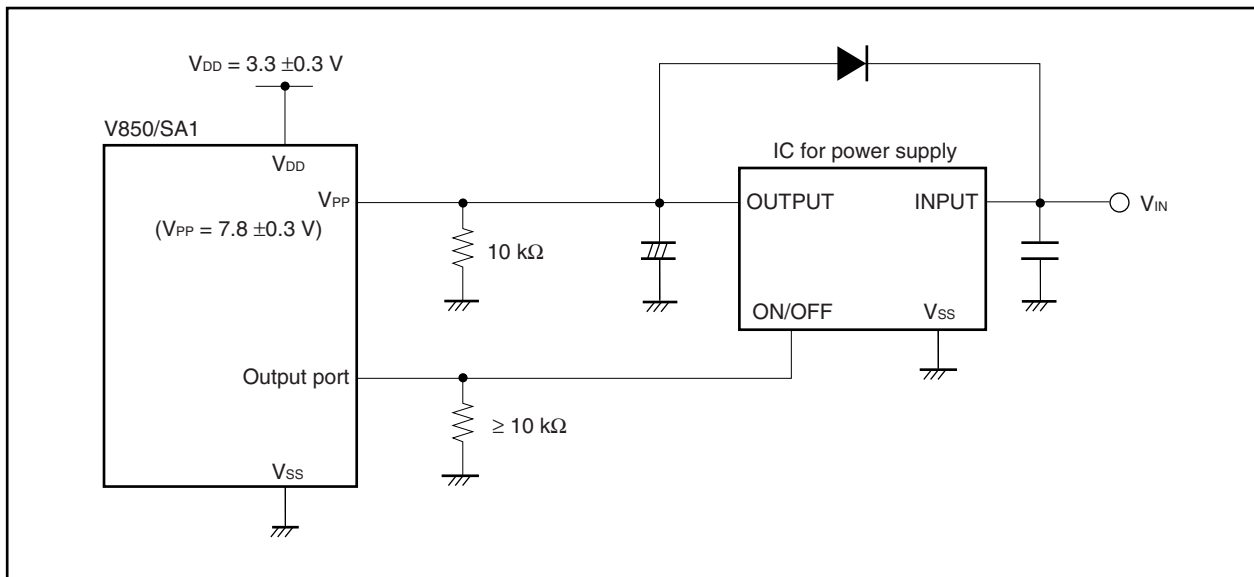 VDD = 3.3 ±0.3 V
V850/SA1
VDD
IC for power supply
VPP
OUTPUT
INPUT
VIN
(VPP = 7.8 ±0.3 V)
10 kΩ
ON/OFF
VSS
Output port
≥ 10 kΩ
VSS